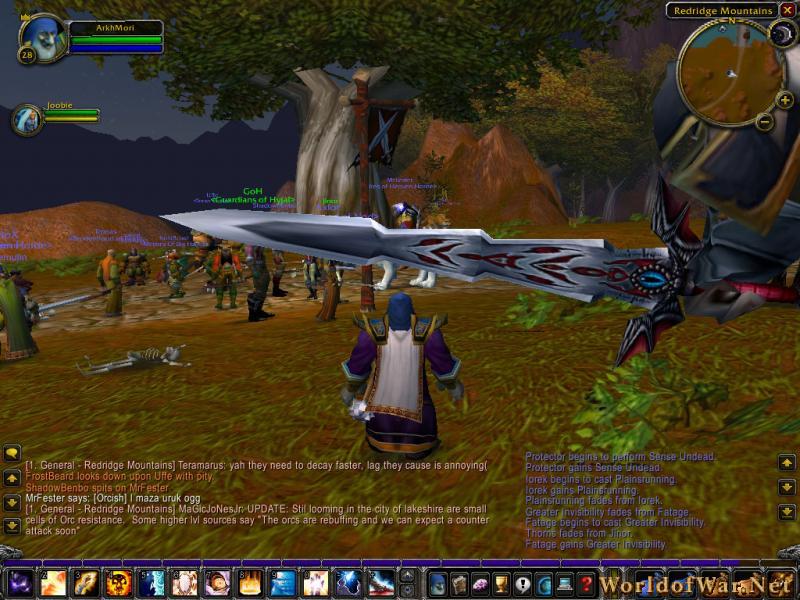 Redridge Mountains
N
ArkhMori
28
Joobie
GoH
<Guardians of Hyjal>
MrFester
[1. General - Redridge Mountains] Teramarus: yah they need to decay faster, lag they cause is annoying(
FrostBeard looks down upon Uffe with pity.
ShadowBenbo spits on MrFester
MrFester says: [Orcish] I maza uruk ogg
[1. General - Redridge Mountains] MaGicJoNesJr: UPDATE: Stil looming in the city of lakeshire are small
cells of Orc resistance. Some higher lvl sources say "The orcs are rebuffing and we can expect a counter
attack soon"
Protector begins to perform Sense Undead.
Protector gains Sense Undead.
Iorek begins to cast Plainsrunning.
Iorek gains Plainsrunning.
Plainsrunning fades from Iorek.
Greater Invisibility fades from Fatage.
Fatage begins to cast Greater Invisibility.
Thorns fades from Jinor.
Fatage gains Greater Invisibility.
WorldofWar.Net